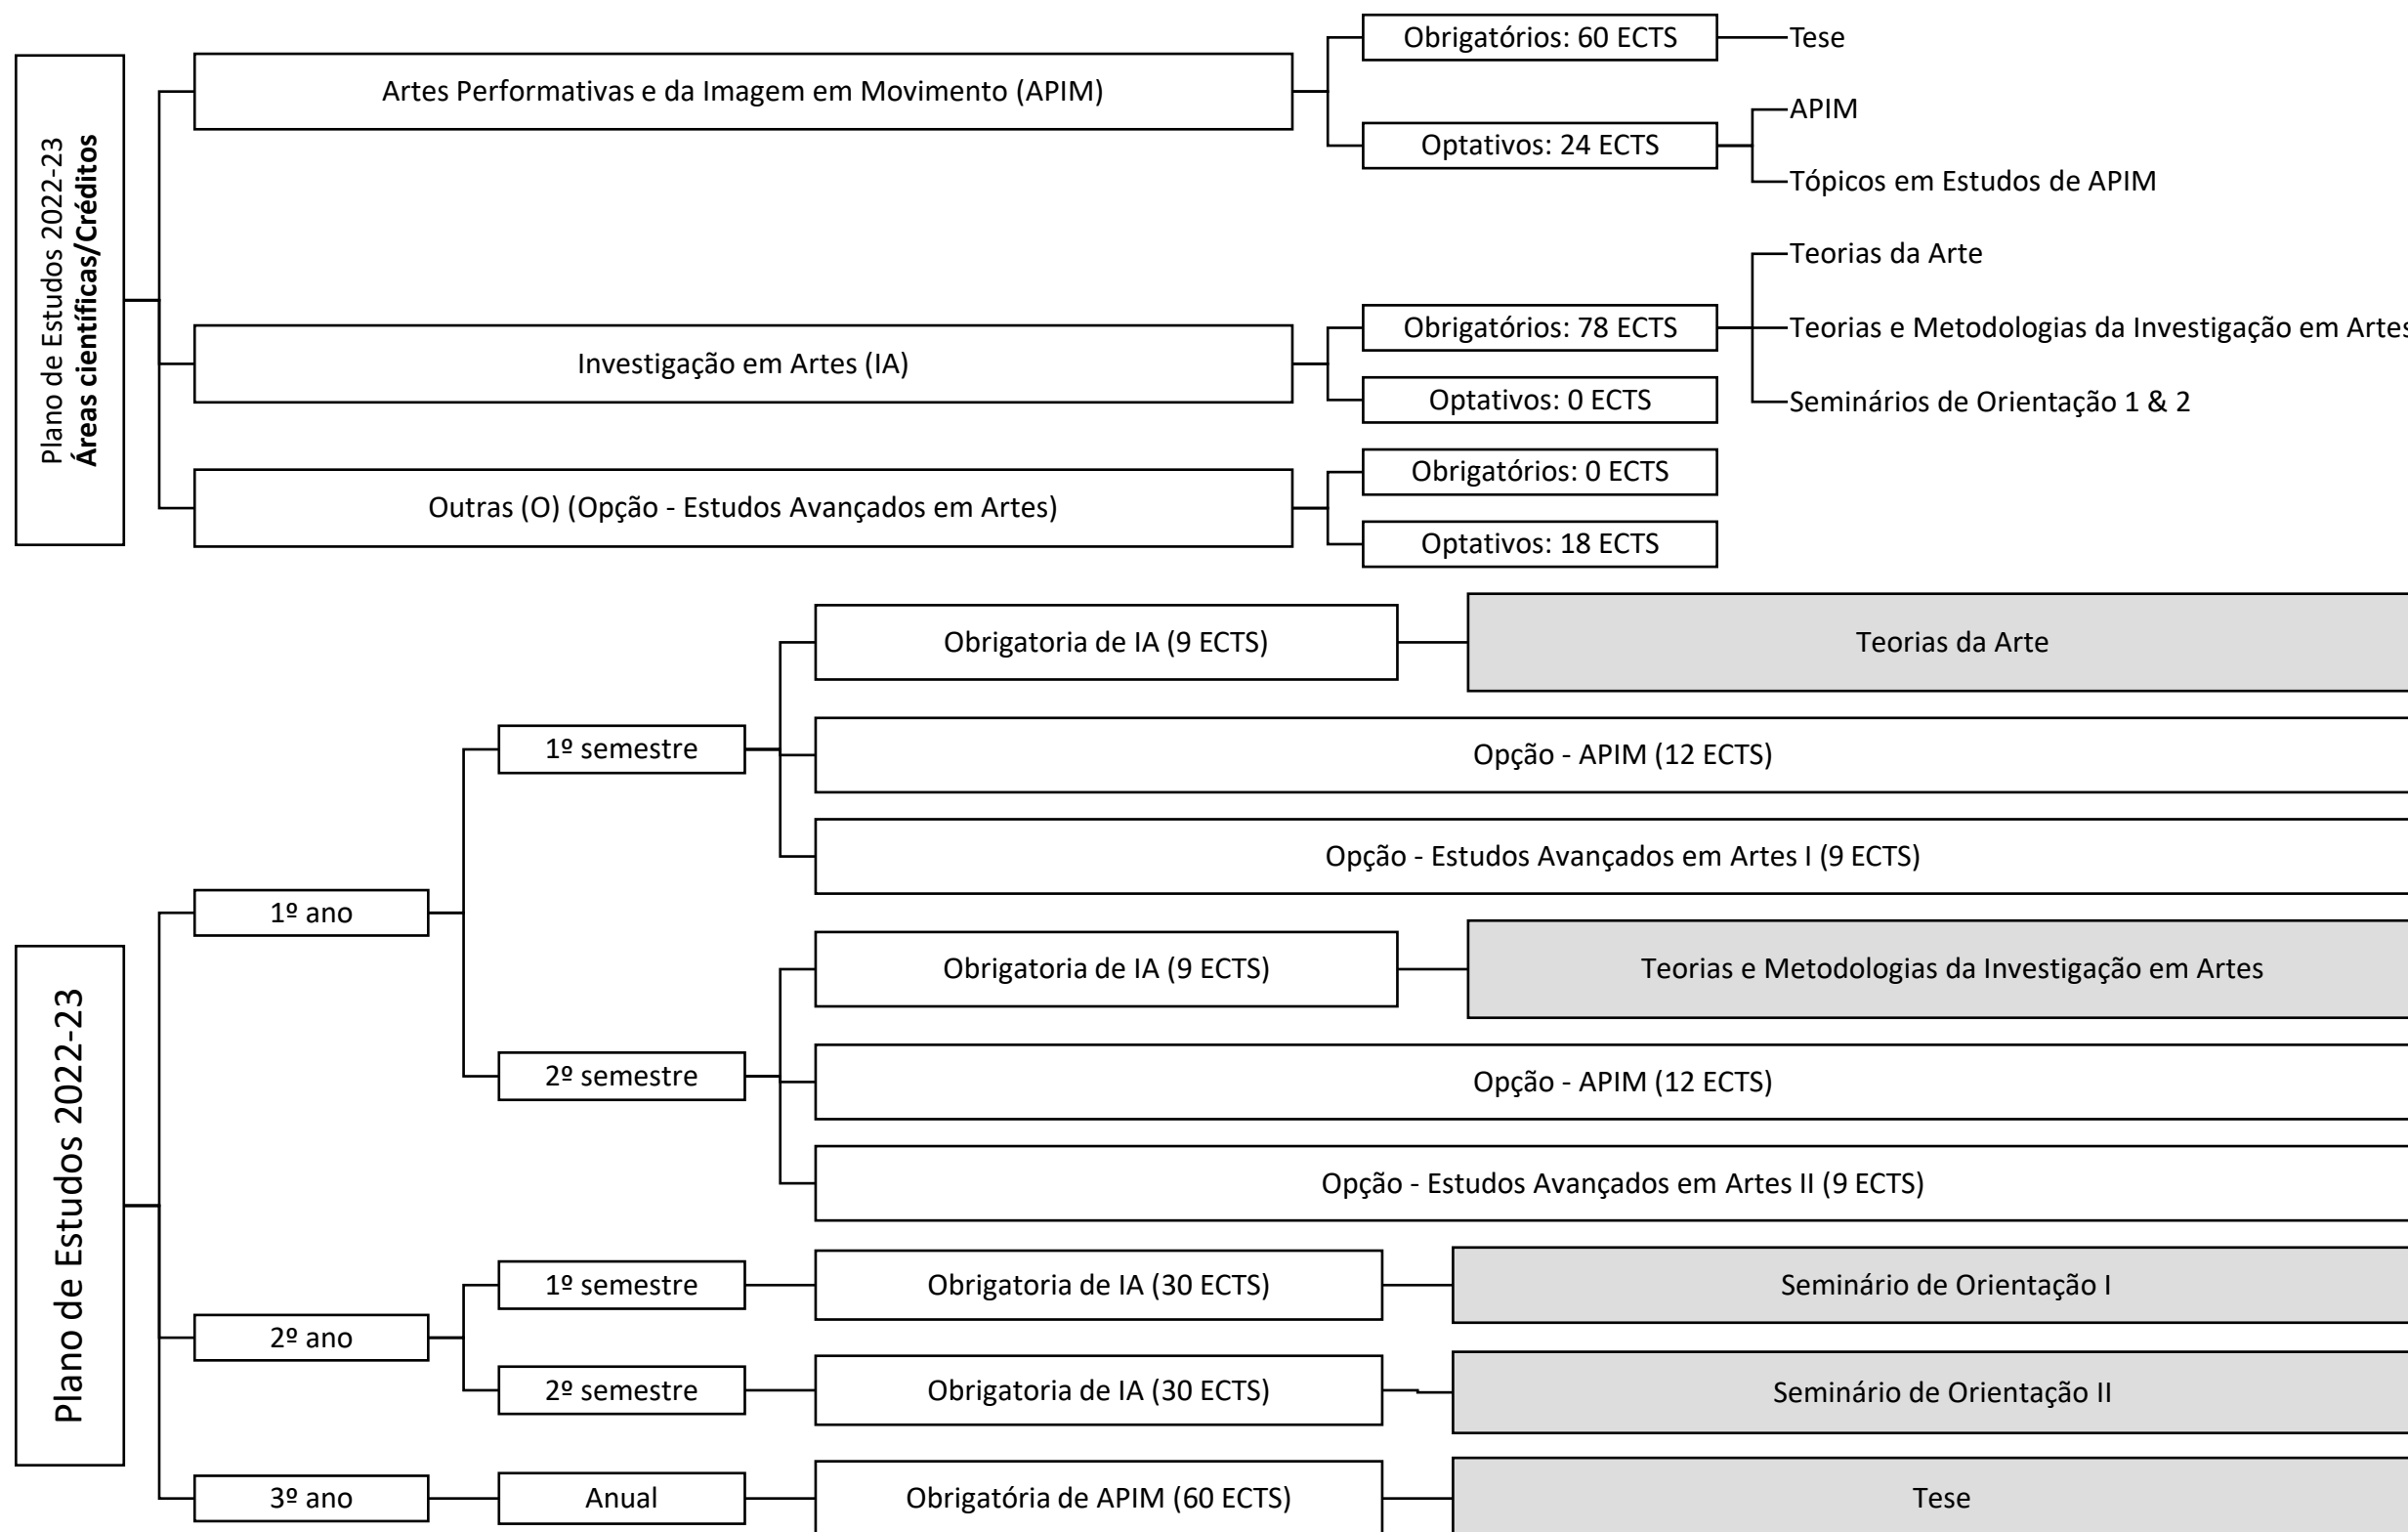 Plano de Estudos 2022-23
Áreas científicas/Créditos
Artes Performativas e da Imagem em Movimento (APIM)
Obrigatórios: 60 ECTS
Tese
Optativos: 24 ECTS
APIM
Tópicos em Estudos de APIM
Investigação em Artes (IA)
Obrigatórios: 78 ECTS
Teorias da Arte
Teorias e Metodologias da Investigação em Artes
Seminários de Orientação 1 & 2
Optativos: 0 ECTS
Outras (O) (Opção - Estudos Avançados em Artes)
Obrigatórios: 0 ECTS
Optativos: 18 ECTS
Plano de Estudos 2022-23
1º ano
1º semestre
Obrigatoria de IA (9 ECTS)
Teorias da Arte
Opção - APIM (12 ECTS)
Opção - Estudos Avançados em Artes I (9 ECTS)
2º semestre
Obrigatoria de IA (9 ECTS)
Teorias e Metodologias da Investigação em Artes
Opção - APIM (12 ECTS)
Opção - Estudos Avançados em Artes II (9 ECTS)
2º ano
1º semestre
Obrigatoria de IA (30 ECTS)
Seminário de Orientação I
2º semestre
Obrigatoria de IA (30 ECTS)
Seminário de Orientação II
3º ano
Anual
Obrigatória de APIM (60 ECTS)
Tese